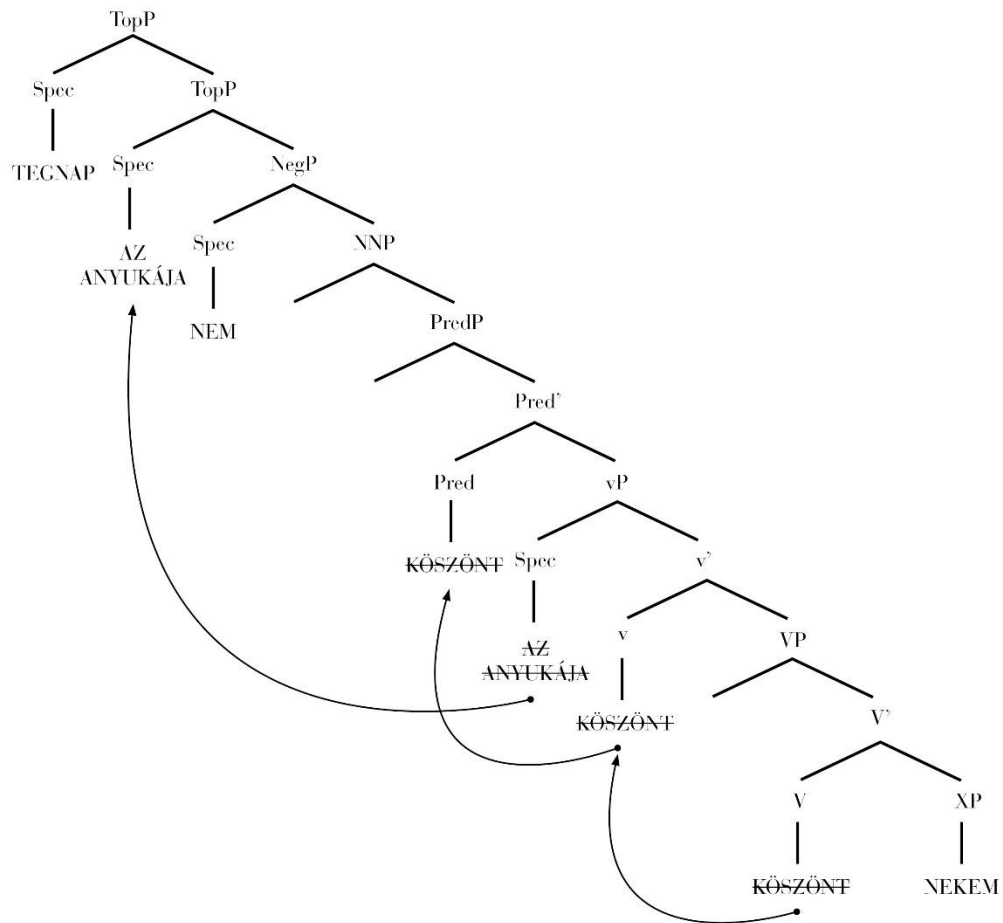 TopP
Spec TopP
TEGNAP Spec NegP
AZ
ANYUKÁJA
Spec NNP
NEM
PredP
Pred’
Pred vP
KÖSZÖNT Spec v’
AZ
ANYUKÁJA
v VP
KÖSZÖNT
V’
V XP
KÖSZÖNT NEKEM